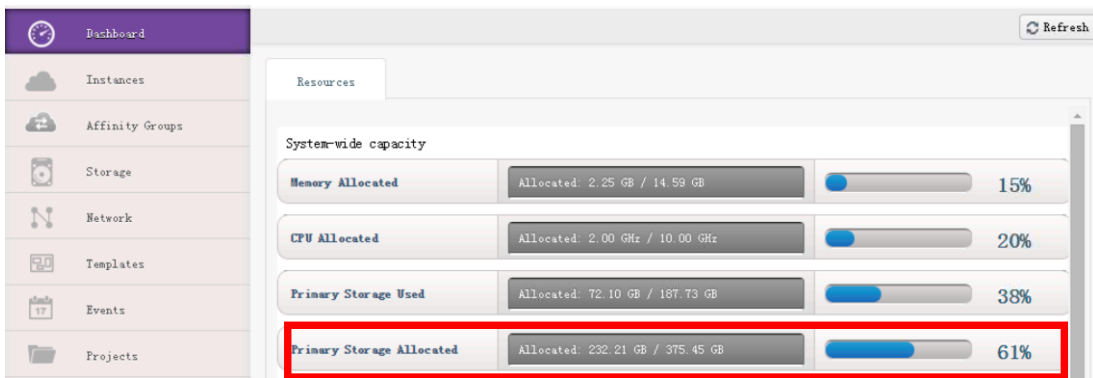 Dashboard
Refresh
Instances
Resources
Affinity Groups
System-wide capacity
Storage
Memory Allocated
Allocated: 2.25 GB / 14.59 GB
15%
Network
CPU Allocated
Allocated: 2.00 GHz / 10.00 GHz
20%
Templates
Primary Storage Used
Allocated: 72.10 GB / 187.73 GB
38%
17
Events
Projects
Primary Storage Allocated
Allocated: 232.21 GB / 375.45 GB
61%